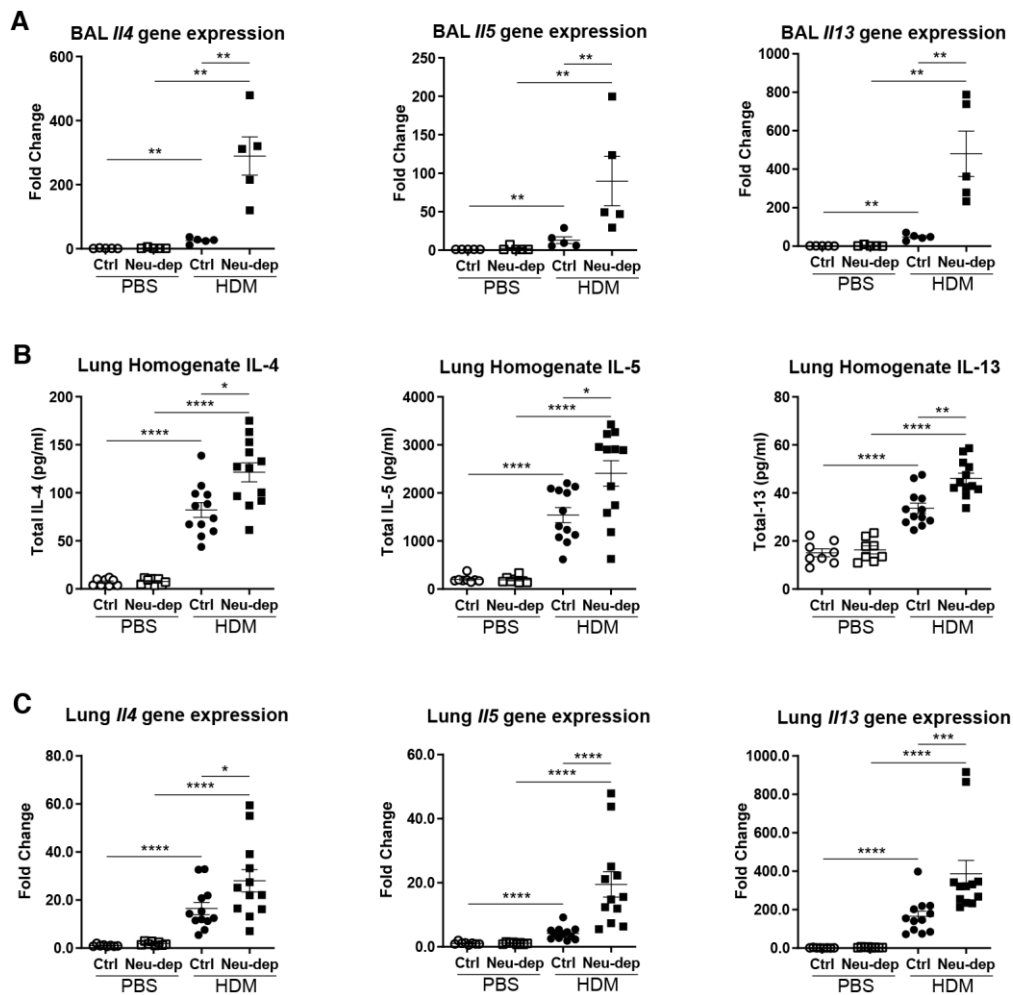 A
BAL Il4 gene expression
BAL Il5 gene expression
BAL Il13 gene expression
Fold Change
600
400
200
0
**
**
**
Ctrl Neu-dep Ctrl Neu-dep
PBS HDM
Fold Change
250
200
150
100
50
0
**
**
**
Ctrl Neu-dep Ctrl Neu-dep
PBS HDM
Fold Change
1000
800
600
400
200
0
**
**
**
Ctrl Neu-dep Ctrl Neu-dep
PBS HDM
B
Lung Homogenate IL-4
Lung Homogenate IL-5
Lung Homogenate IL-13
Total IL-4 (pg/ml)
200
150
100
50
0
*
****
****
Ctrl Neu-dep Ctrl Neu-dep
PBS HDM
Total IL-5 (pg/ml)
4000
3000
2000
1000
0
*
****
****
Ctrl Neu-dep Ctrl Neu-dep
PBS HDM
Total-13 (pg/ml)
60
40
20
0
**
****
****
Ctrl Neu-dep Ctrl Neu-dep
PBS HDM
C
Lung Il4 gene expression
Lung Il5 gene expression
Lung Il13 gene expression
Fold Change
80.0
60.0
40.0
20.0
0.0
*
****
****
Ctrl Neu-dep Ctrl Neu-dep
PBS HDM
Fold Change
60.0
40.0
20.0
0.0
****
****
****
Ctrl Neu-dep Ctrl Neu-dep
PBS HDM
Fold Change
1000.0
800.0
600.0
400.0
200.0
0.0
***
****
****
Ctrl Neu-dep Ctrl Neu-dep
PBS HDM